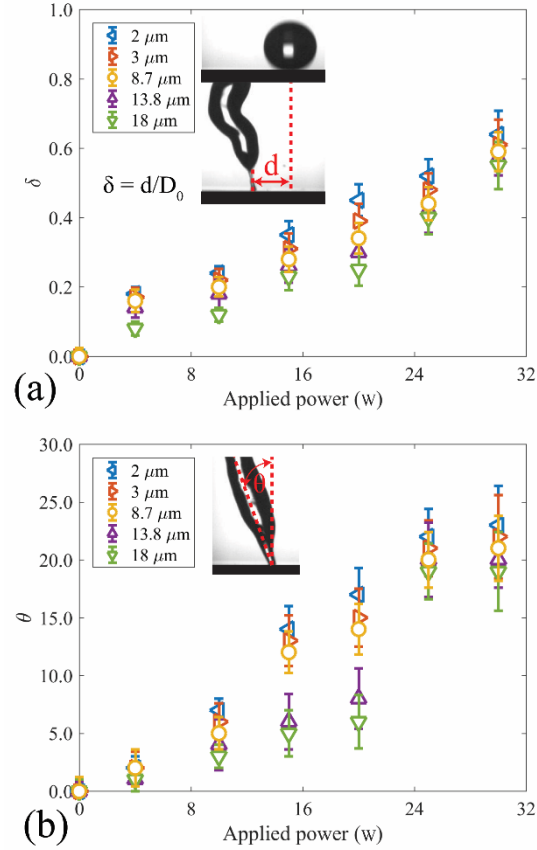 1.0
0.8
0.6
0.4
0.2
0.0
δ
2 μm
3 μm
8.7 μm
13.8 μm
18 μm
δ = d/D₀
d
0 8 16 24 32
Applied power (w)
(a)
30.0
25.0
20.0
15.0
10.0
5.0
0.0
θ
2 μm
3 μm
8.7 μm
13.8 μm
18 μm
θ
0 8 16 24 32
Applied power (w)
(b)